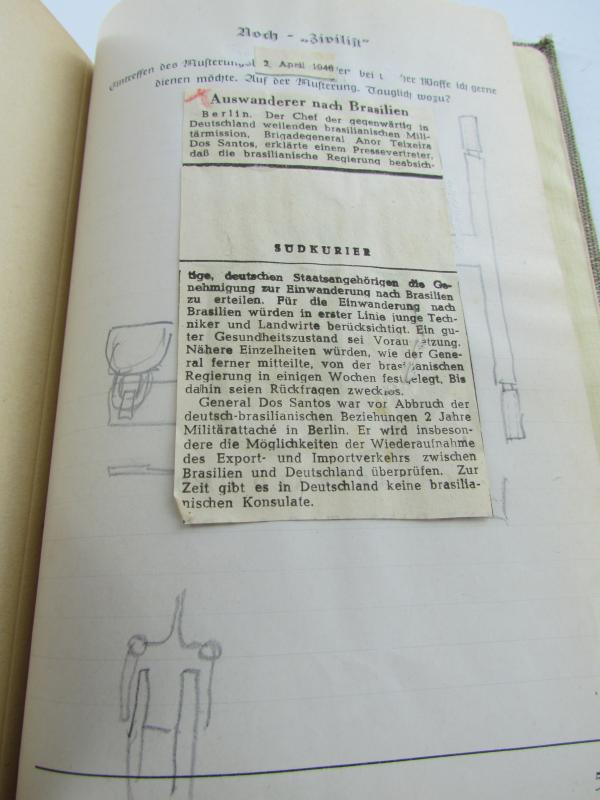 Noch - „Zivilist“
Eintreffen des 2. April 1946 bei Waffe ich gerne
dienen möchte. Auf der Musterung. Tauglich wozu?
Auswanderer nach Brasilien
Berlin. Der Chef der gegenwärtig in
Deutschland weilenden brasilianischen Mili-
tärmission, Brigadegeneral Anor Teixeira
Dos Santos, erklärte einem Pressevertreter,
daß die brasilianische Regierung beabsich-
SÜDKURIER
tige, deutschen Staatsangehörigen die Ge-
nehmigung zur Einwanderung nach Brasilien
zu erteilen. Für die Einwanderung nach
Brasilien würden in erster Linie junge Tech-
niker und Landwirte berücksichtigt. Ein gu-
ter Gesundheitszustand sei Voraussetzung.
Nähere Einzelheiten würden, wie der Gene-
ral ferner mitteilte, von der brasilianischen
Regierung in einigen Wochen festgelegt. Bis
dahin seien Rückfragen zwecklos.
General Dos Santos war vor Abbruch der
deutsch-brasilianischen Beziehungen 2 Jahre
Militärattaché in Berlin. Er wird insbeson-
dere die Möglichkeiten der Wiederaufnahme
des Export- und Importverkehrs zwischen
Brasilien und Deutschland überprüfen. Zur
Zeit gibt es in Deutschland keine brasilia-
nischen Konsulate.